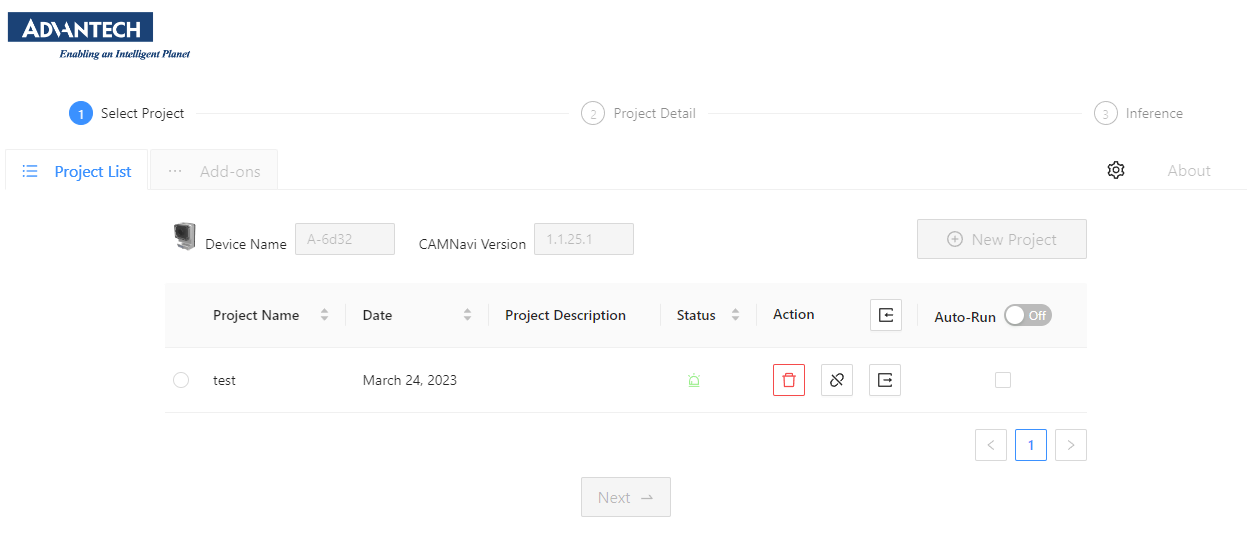 ADVANTECH
Enabling an Intelligent Planet
1 Select Project 2 Project Detail 3 Inference
Project List ··· Add-ons About
Device Name A-6d32 CAMNavi Version 1.1.25.1 New Project
Project Name Date Project Description Status Action Auto-Run Off
test March 24, 2023
< 1 >
Next